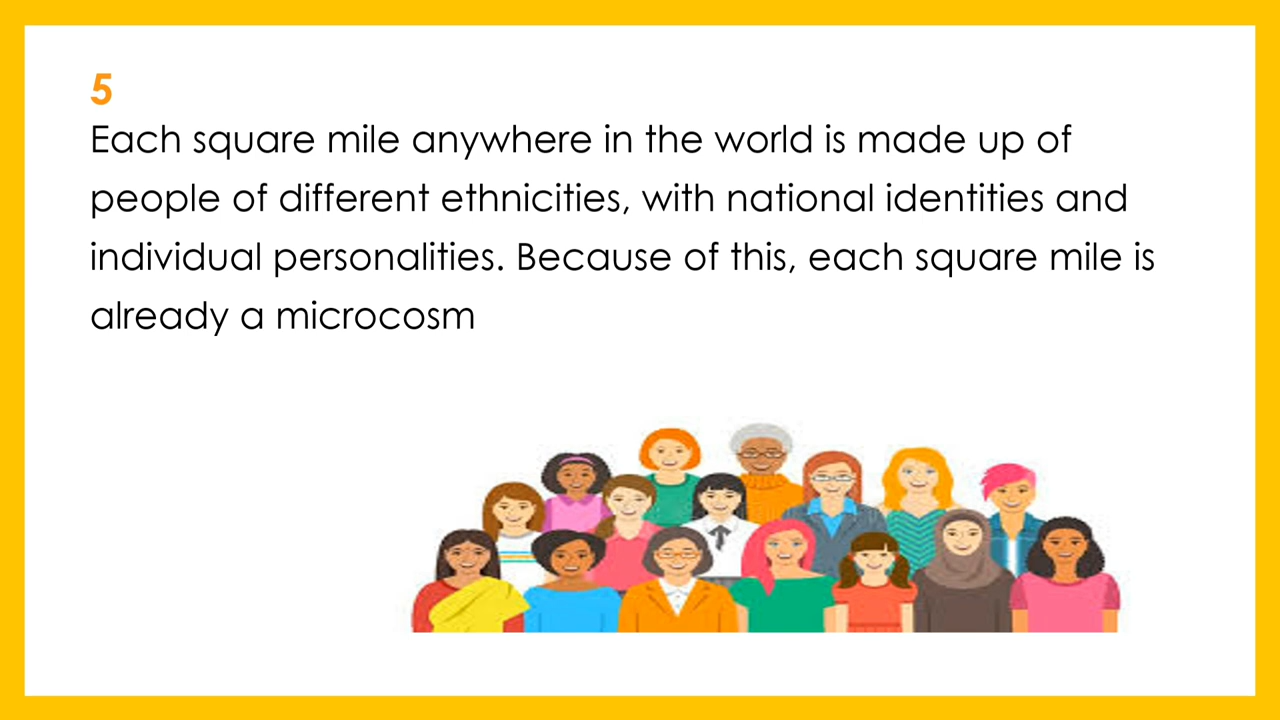 5
Each square mile anywhere in the world is made up of
people of different ethnicities, with national identities and
individual personalities. Because of this, each square mile is
already a microcosm